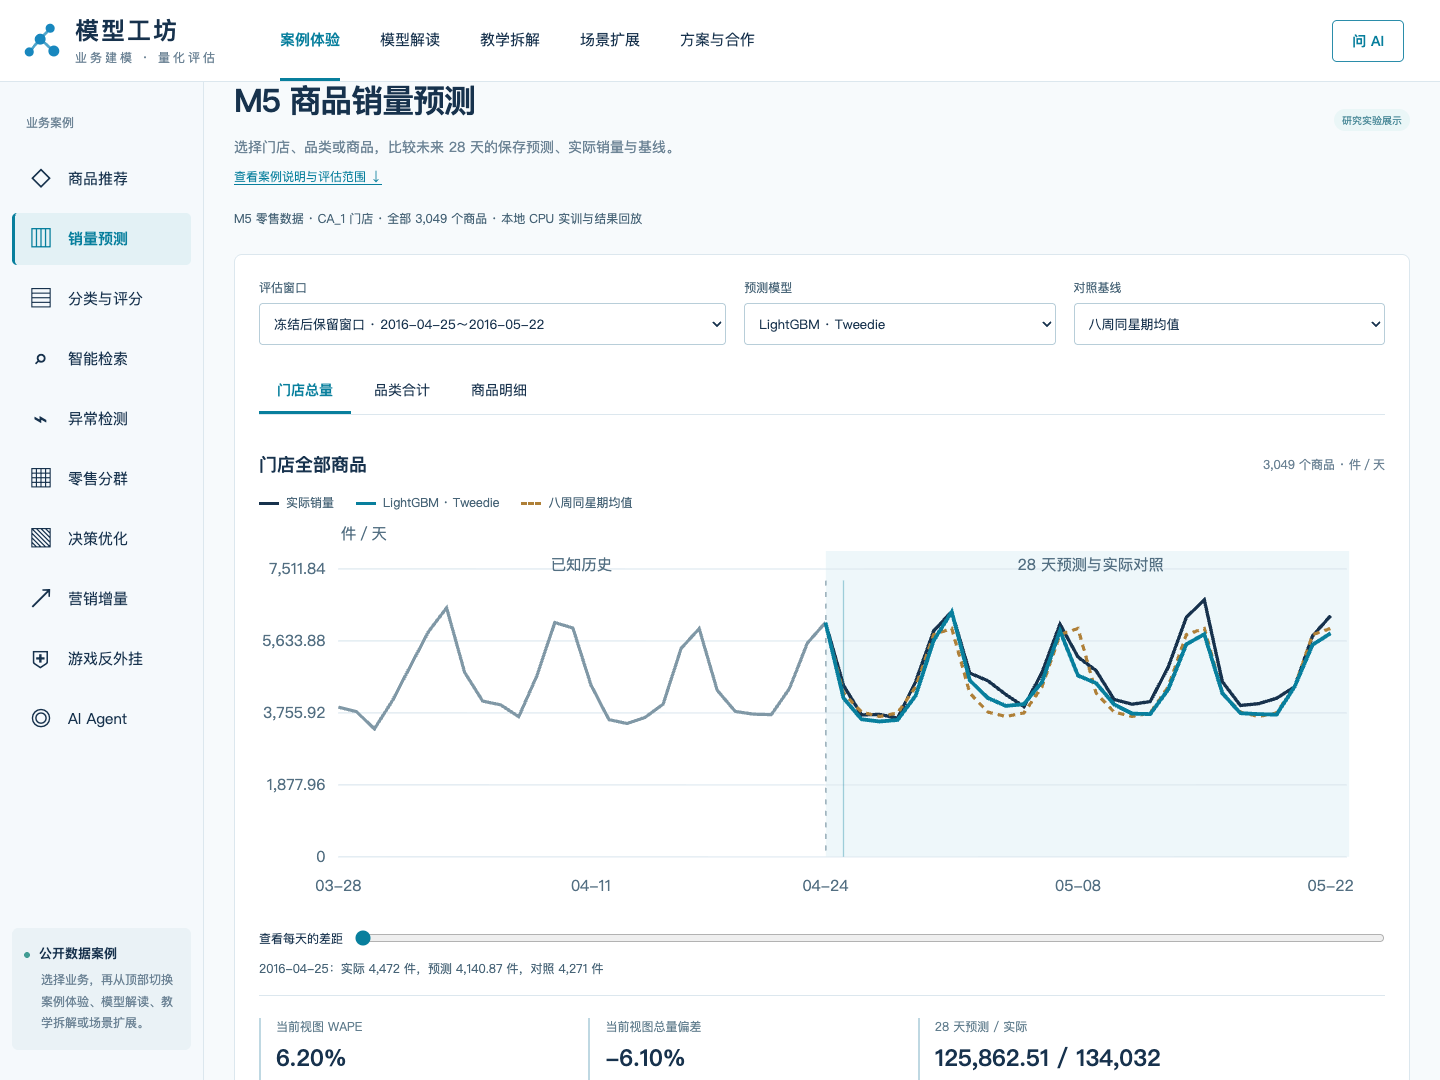 模型工坊
业务建模 · 量化评估
案例体验
模型解读
教学拆解
场景扩展
方案与合作
问 AI
业务案例
商品推荐
销量预测
分类与评分
智能检索
异常检测
零售分群
决策优化
营销增量
游戏反外挂
AI Agent
公开数据案例
选择业务，再从顶部切换
案例体验、模型解读、教
学拆解或场景扩展。
M5 商品销量预测
研究实验展示
选择门店、品类或商品，比较未来 28 天的保存预测、实际销量与基线。
查看案例说明与评估范围 ↓
M5 零售数据 · CA_1 门店 · 全部 3,049 个商品 · 本地 CPU 实训与结果回放
评估窗口
预测模型
对照基线
冻结后保留窗口 · 2016-04-25～2016-05-22
LightGBM · Tweedie
八周同星期均值
门店总量
品类合计
商品明细
门店全部商品
3,049 个商品 · 件 / 天
实际销量
LightGBM · Tweedie
八周同星期均值
件 / 天
已知历史
28 天预测与实际对照
7,511.84
5,633.88
3,755.92
1,877.96
0
03-28
04-11
04-24
05-08
05-22
查看每天的差距
2016-04-25：实际 4,472 件，预测 4,140.87 件，对照 4,271 件
当前视图 WAPE
6.20%
当前视图总量偏差
-6.10%
28 天预测 / 实际
125,862.51 / 134,032